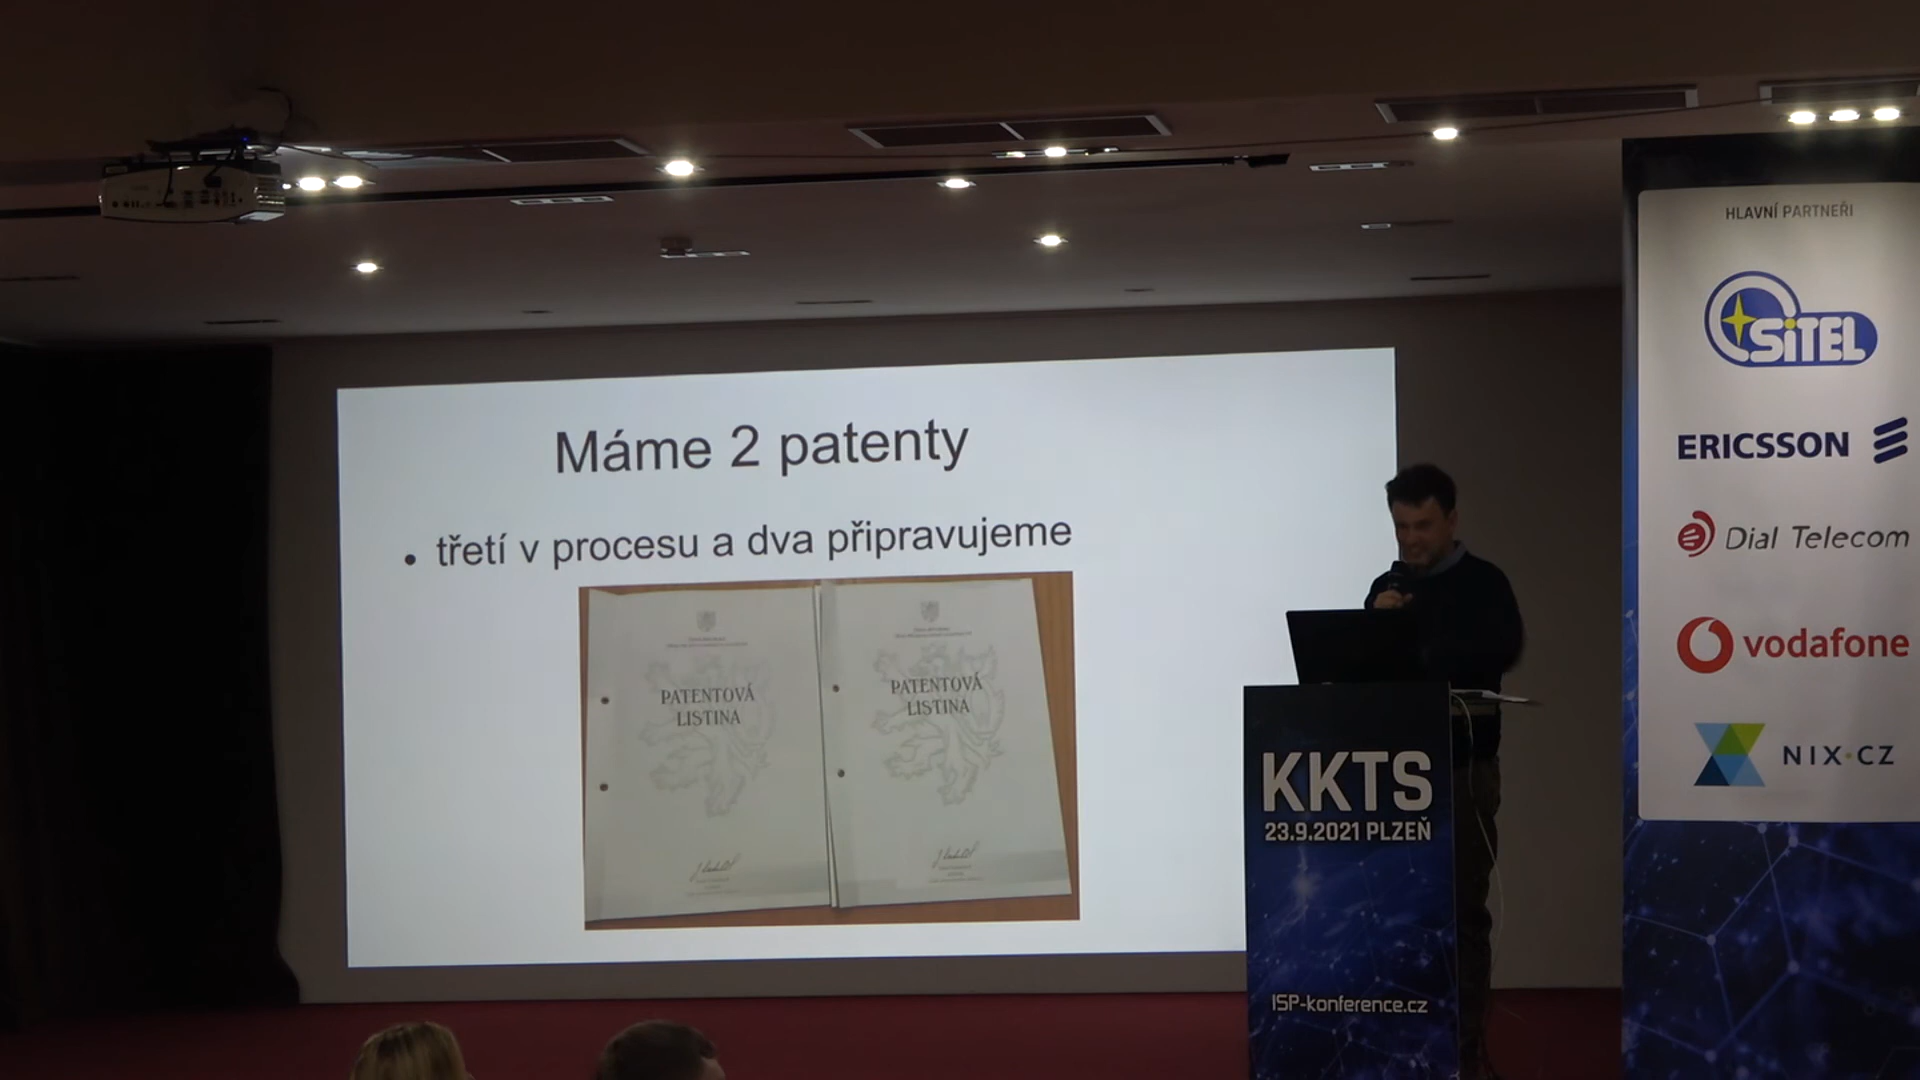 Máme 2 patenty
• třetí v procesu a dva připravujeme
PATENTOVÁ
LISTINA
PATENTOVÁ
LISTINA
KKTS
23.9.2021 PLZEŇ
ISP-konference.cz
HLAVNÍ PARTNEŘI
SITEL
ERICSSON
Dial Telecom
vodafone
NIX·CZ